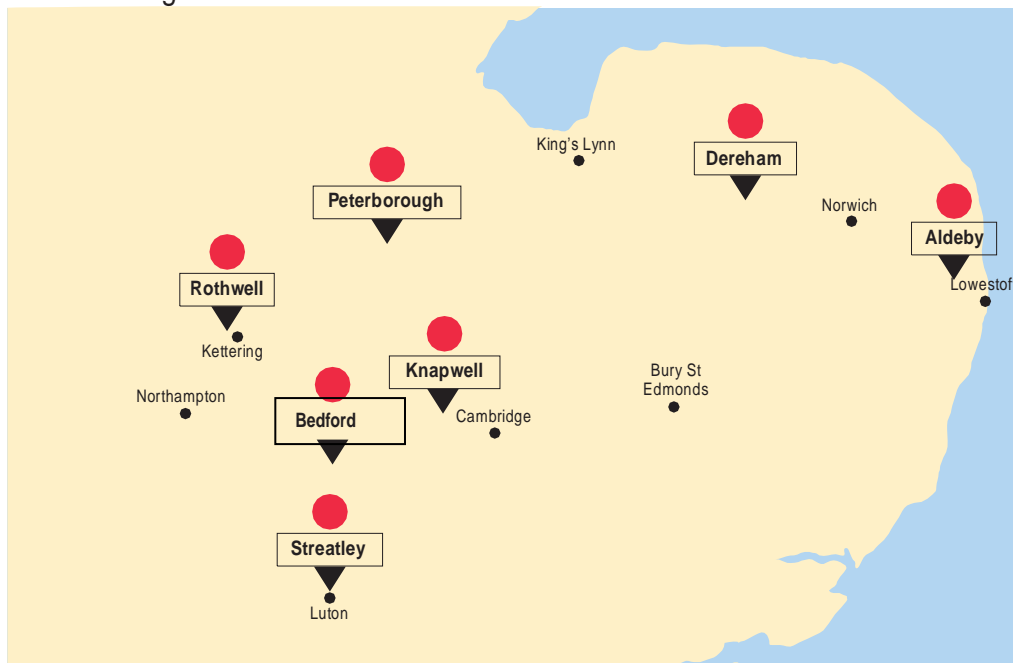 King's Lynn
Dereham
Peterborough
Norwich
Aldeby
Rothwell
Lowestof
Kettering
Knapwell
Bury St
Edmonds
Northampton
Bedford
Cambridge
Streatley
Luton